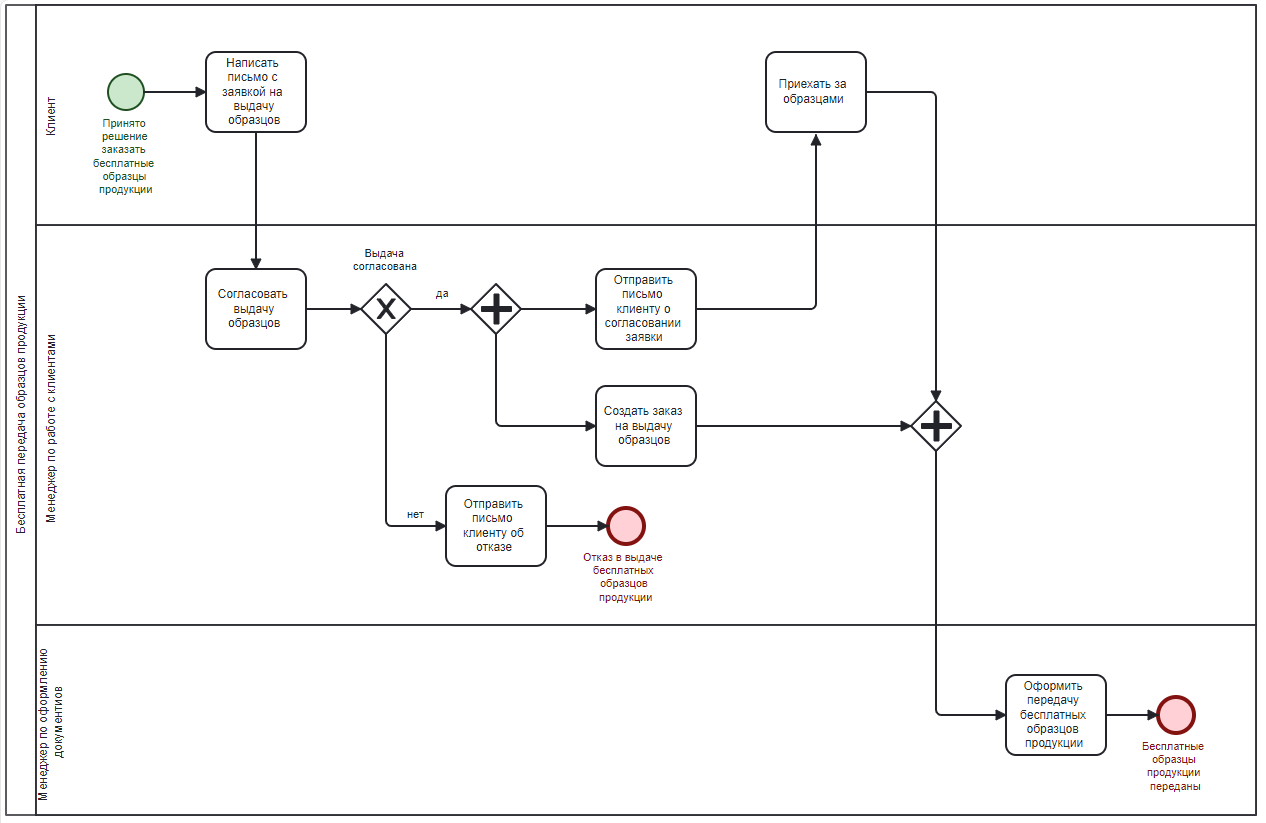 Бесплатная передача образцов продукции
Клиент
Принято
решение
заказать
бесплатные
образцы
продукции
Написать
письмо с
заявкой на
выдачу
образцов
Приехать за
образцами
Менеджер по работе с клиентами
Согласовать
выдачу
образцов
Выдача
согласована
да
Отправить
письмо
клиенту о
согласовании
заявки
Создать заказ
на выдачу
образцов
нет
Отправить
письмо
клиенту об
отказе
Отказ в выдаче
бесплатных
образцов
продукции
Менеджер по оформлению
документиов
Оформить
передачу
бесплатных
образцов
продукции
Бесплатные
образцы
продукции
переданы